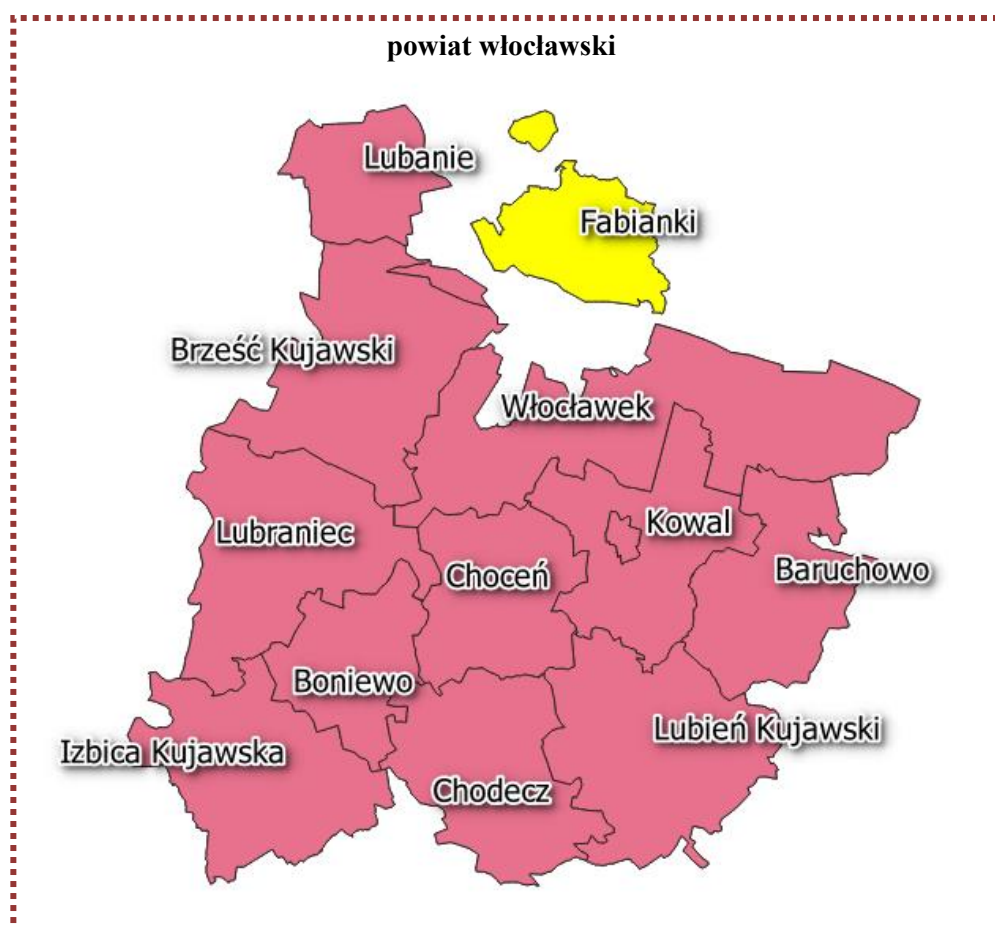 powiat włocławski
Lubanie
Fabianki
Brześć Kujawski
Włocławek
Kowal
Lubraniec
Choceń
Baruchowo
Boniewo
Lubień Kujawski
Izbica Kujawska
Chodecz